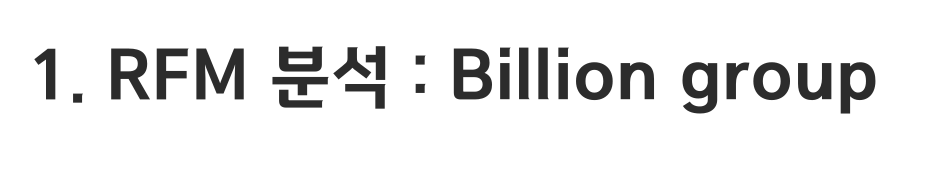 1. RFM 분석 : Billion group